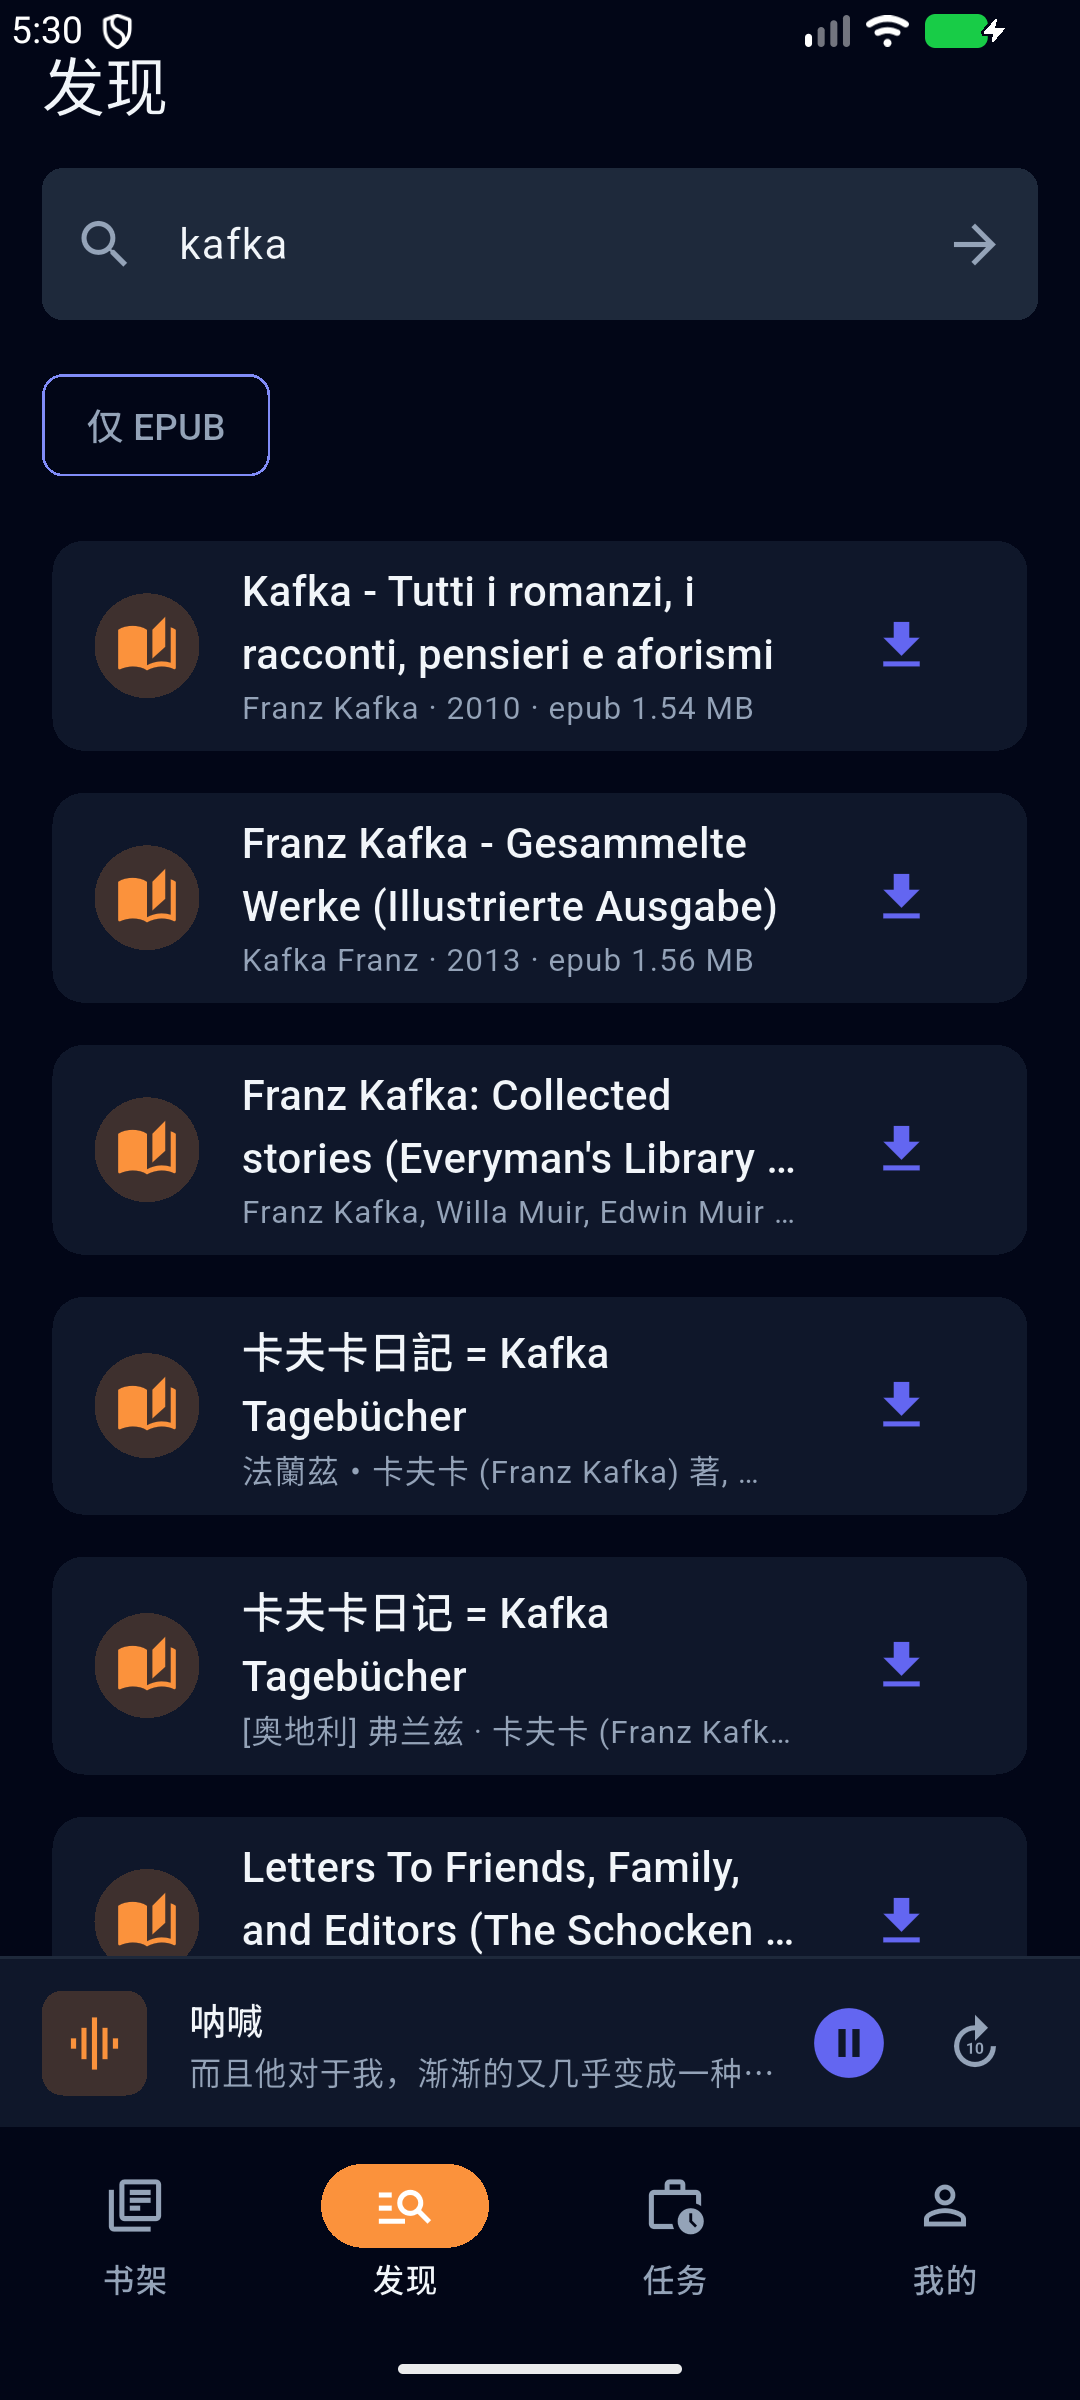 5:30
发现
kafka
仅 EPUB
Kafka - Tutti i romanzi, i
racconti, pensieri e aforismi
Franz Kafka · 2010 · epub 1.54 MB
Franz Kafka - Gesammelte
Werke (Illustrierte Ausgabe)
Kafka Franz · 2013 · epub 1.56 MB
Franz Kafka: Collected
stories (Everyman's Library …
Franz Kafka, Willa Muir, Edwin Muir …
卡夫卡日記 = Kafka
Tagebücher
法蘭茲・卡夫卡 (Franz Kafka) 著, …
卡夫卡日记 = Kafka
Tagebücher
[奥地利] 弗兰兹 · 卡夫卡 (Franz Kafk…
Letters To Friends, Family,
and Editors (The Schocken …
呐喊
而且他对于我，渐渐的又几乎变成一种…
10
书架
发现
任务
我的